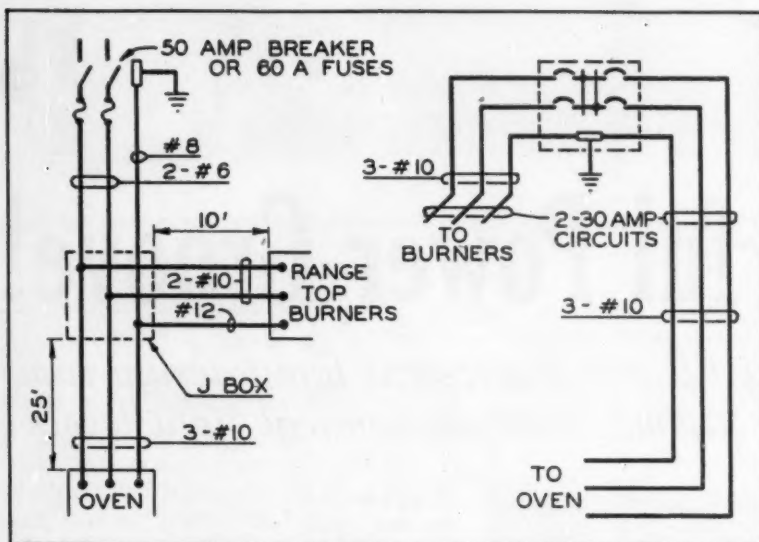 50 AMP BREAKER
OR 60 A FUSES
#8
2-#6
10'
RANGE
TOP
BURNERS
2-#10
#12
J BOX
25'
3-#10
OVEN
3-#10
TO
BURNERS
2-30 AMP
CIRCUITS
3-#10
TO
OVEN